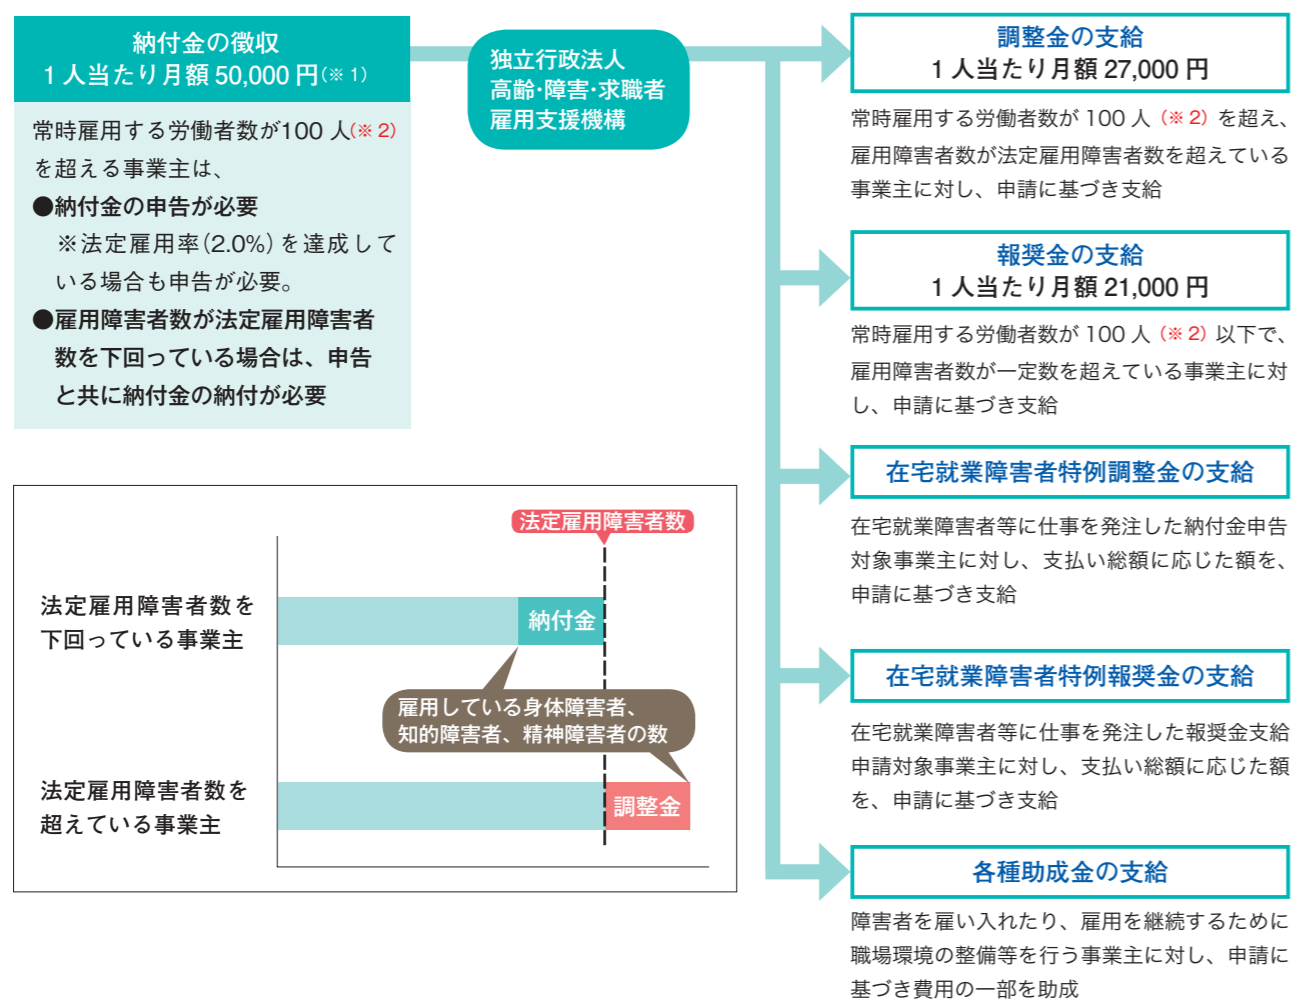 納付金の徴収
1 人当たり月額 50,000 円(※ 1)
常時雇用する労働者数が100 人(※ 2)
を超える事業主は、
●納付金の申告が必要
※法定雇用率(2.0%)を達成して
いる場合も申告が必要。
●雇用障害者数が法定雇用障害者
数を下回っている場合は、申告
と共に納付金の納付が必要
独立行政法人
高齢・障害・求職者
雇用支援機構
調整金の支給
1 人当たり月額 27,000 円
常時雇用する労働者数が 100 人(※ 2)を超え、
雇用障害者数が法定雇用障害者数を超えている
事業主に対し、申請に基づき支給
報奨金の支給
1 人当たり月額 21,000 円
常時雇用する労働者数が 100 人(※ 2)以下で、
雇用障害者数が一定数を超えている事業主に対
し、申請に基づき支給
在宅就業障害者特例調整金の支給
在宅就業障害者等に仕事を発注した納付金申告
対象事業主に対し、支払い総額に応じた額を、
申請に基づき支給
在宅就業障害者特例報奨金の支給
在宅就業障害者等に仕事を発注した報奨金支給
申請対象事業主に対し、支払い総額に応じた額
を、申請に基づき支給
各種助成金の支給
障害者を雇い入れたり、雇用を継続するために
職場環境の整備等を行う事業主に対し、申請に
基づき費用の一部を助成
法定雇用障害者数
法定雇用障害者数を
下回っている事業主
納付金
雇用している身体障害者、
知的障害者、精神障害者の数
法定雇用障害者数を
超えている事業主
調整金